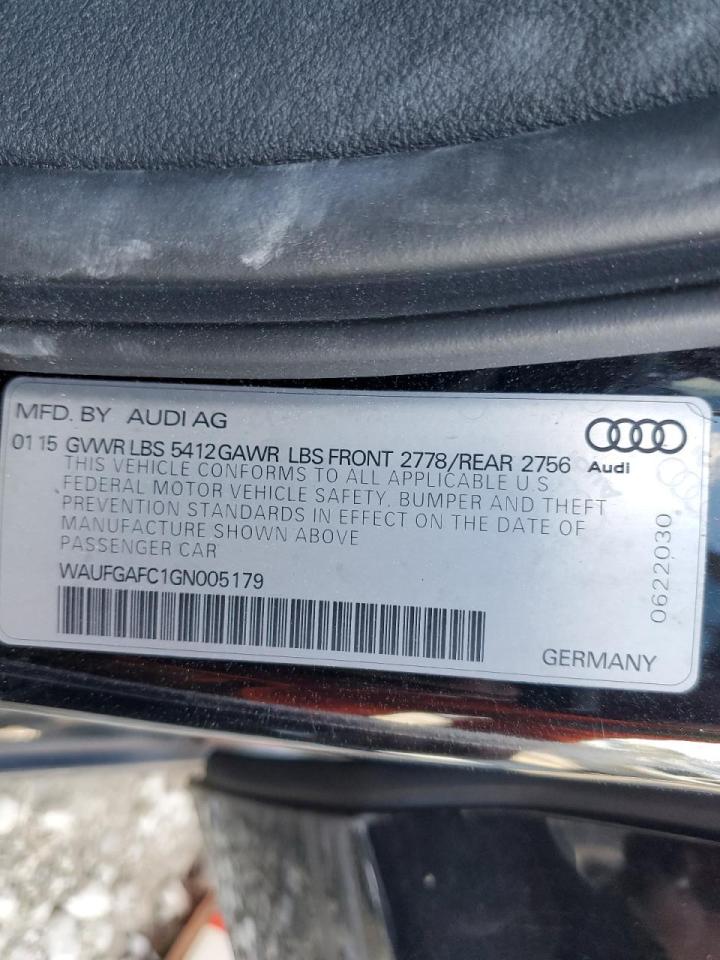 MFD. BY AUDI AG
01 15 GVWR LBS 5412 GAWR LBS FRONT 2778/REAR 2756
Audi
THIS VEHICLE CONFORMS TO ALL APPLICABLE U.S
FEDERAL MOTOR VEHICLE SAFETY, BUMPER AND THEFT
PREVENTION STANDARDS IN EFFECT ON THE DATE OF
MANUFACTURE SHOWN ABOVE
PASSENGER CAR
WAUFGAFC1GN005179
GERMANY
0622030